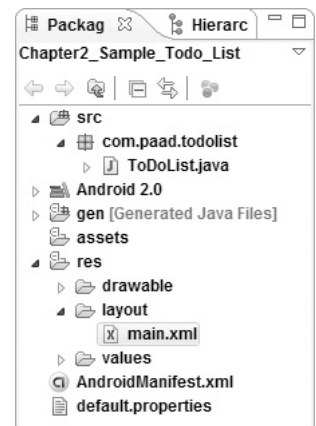 Packag Hierarc
Chapter2_Sample_Todo_List
src
com.paad.todolist
J ToDoList.java
Android 2.0
gen [Generated Java Files]
assets
res
drawable
layout
X main.xml
values
AndroidManifest.xml
default.properties